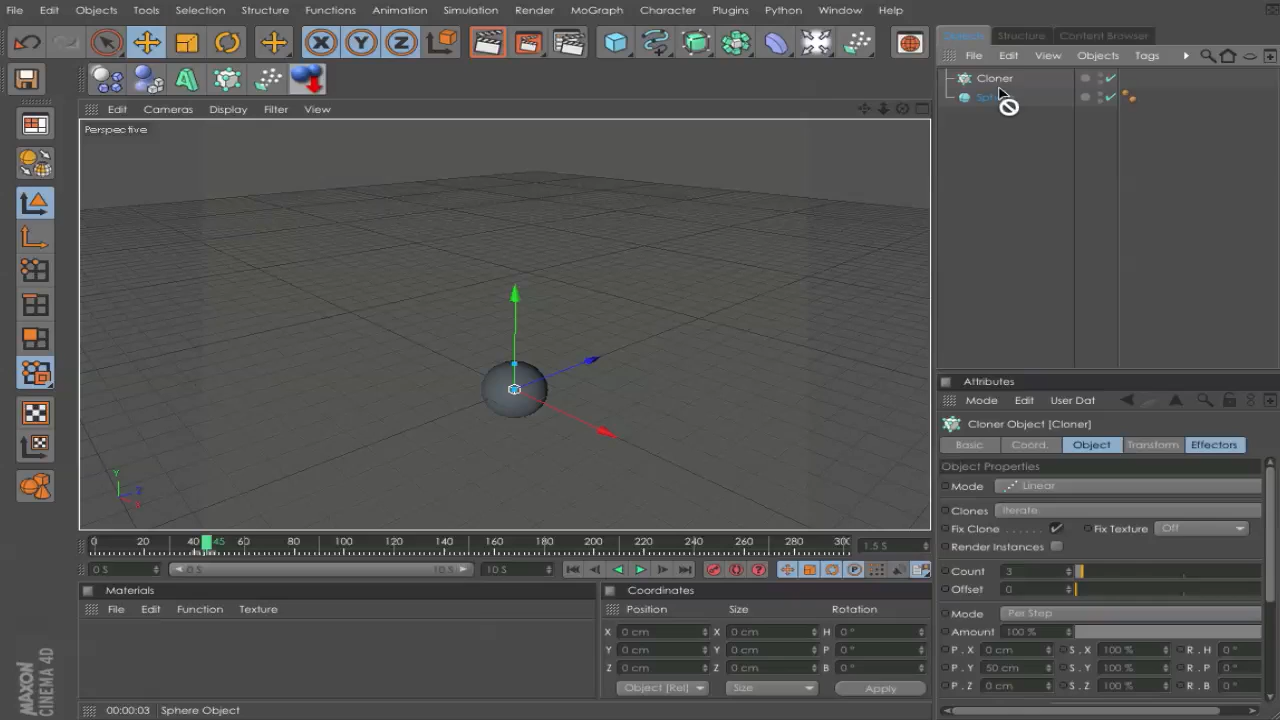 File Edit Objects Tools Selection Structure Functions Animation Simulation Render MoGraph Character Plugins Python Window Help
X Y Z
Structure Content Browser
File Edit View Objects Tags
Cloner
Edit Cameras Display Filter View
Perspective
Attributes
Mode Edit User Dat
Cloner Object [Cloner]
Basic Coord. Object Transform Effectors
Object Properties
Mode Linear
Clones Iterate
Fix Clone Fix Texture Off
Render Instances
Count 3
Offset 0
Mode Per Step
Amount 100 %
P . X 0 cm S . X 100 % R . H 0 °
P . Y 50 cm S . Y 100 % R . P 0 °
P . Z 0 cm S . Z 100 % R . B 0 °
Y Z X
0 20 40 45 60 80 100 120 140 160 180 200 220 240 260 280 300
1.5 S
0 S 0 S 10 S 10 S
Materials
File Edit Function Texture
Coordinates
Position Size Rotation
X 0 cm X 0 cm H 0 °
Y 0 cm Y 0 cm P 0 °
Z 0 cm Z 0 cm B 0 °
Object [Rel] Size Apply
MAXON
CINEMA 4D
00:00:03 Sphere Object